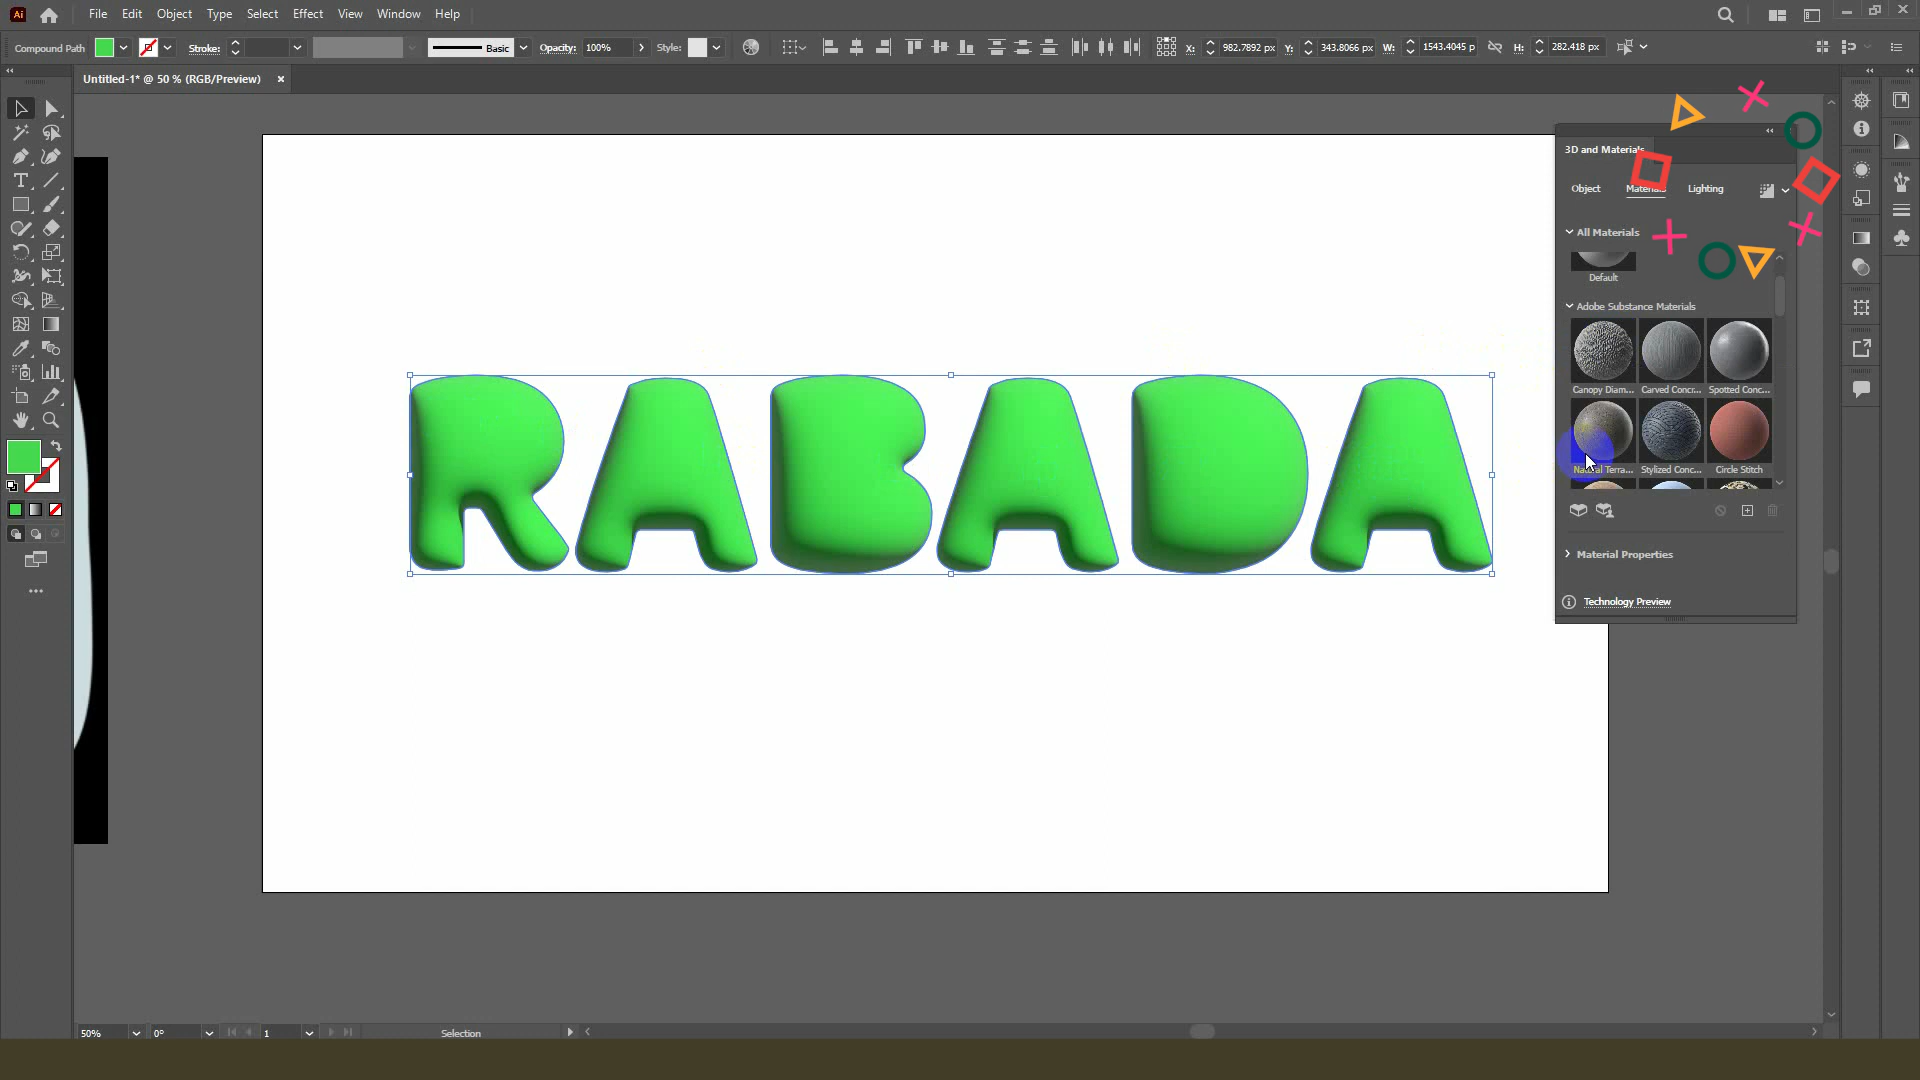 Ai File Edit Object Type Select Effect View Window Help
Compound Path Stroke: Basic Opacity: 100% Style: X: 982.7892 px Y: 343.8066 px W: 1543.4045 p H: 282.418 px
Untitled-1* @ 50 % (RGB/Preview) ×
3D and Materials
Object Materials Lighting
All Materials
Default
Adobe Substance Materials
Canopy Diam... Carved Concr... Spotted Conc...
Natural Terra... Stylized Conc... Circle Stitch
RABADA
Material Properties
Technology Preview
50% 0° 1 Selection